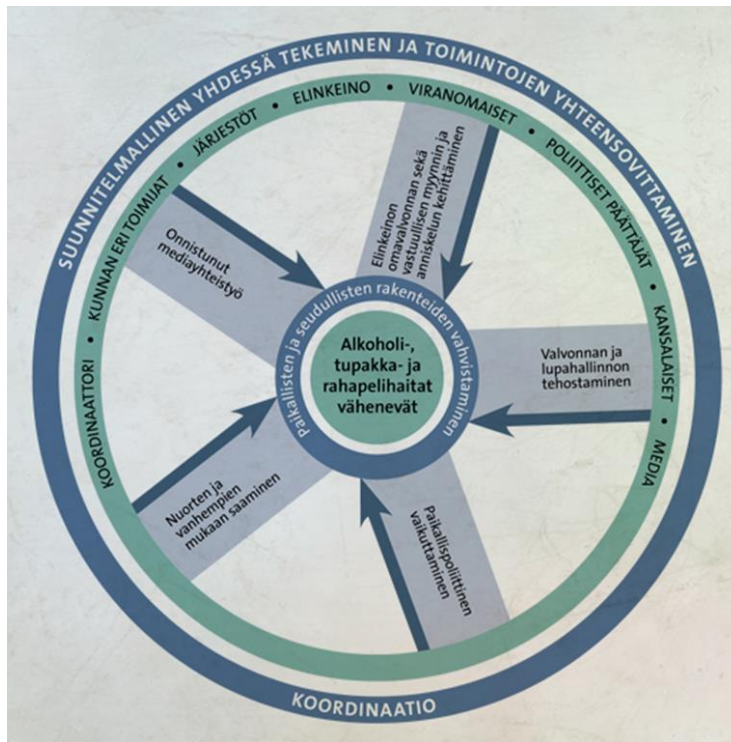 SUUNNITELMALLINEN YHDESSÄ TEKEMINEN JA TOIMINTOJEN YHTEENSOVITTAMINEN
KOORDINAATTORI • KUNNAN ERI TOIMIJAT • JÄRJESTÖT • ELINKEINO • VIRANOMAISET • POLIITTISET PÄÄTTÄJÄT • KANSALAISET • MEDIA
Elinkeinon
omavalvonnan sekä
vastuullisen myynnin ja
anniskelun kehittäminen
Onnistunut
mediayhteistyö
Paikallisten ja seudullisten rakenteiden vahvistaminen
Alkoholi-,
tupakka- ja
rahapelihaitat
vähenevät
Valvonnan ja
lupahallinnon
tehostaminen
Nuorten ja
vanhempien
mukaan saaminen
Paikallispoliittinen
vaikuttaminen
KOORDINAATIO